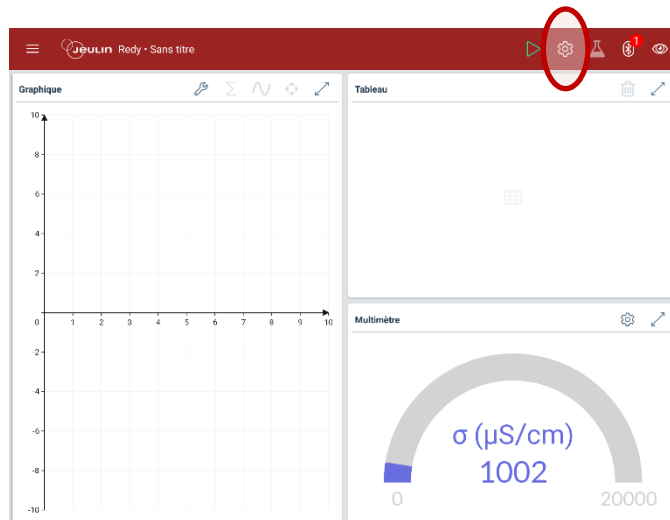 Jeulin Redy • Sans titre
1
Graphique
10
8
6
4
2
0 1 2 3 4 5 6 7 8 9 10
-2
-4
-6
-8
-10
Tableau
Multimètre
σ (µS/cm)
1002
0 20000